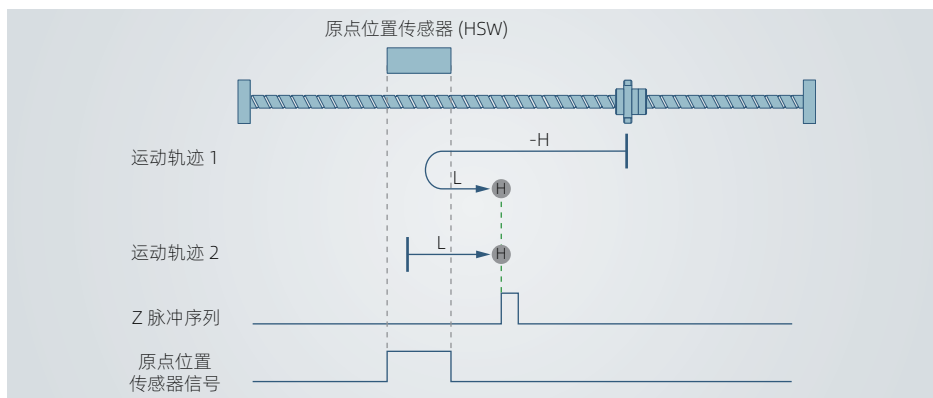 原点位置传感器 (HSW)
运动轨迹 1
-H
L
H
运动轨迹 2
L
H
Z 脉冲序列
原点位置
传感器信号